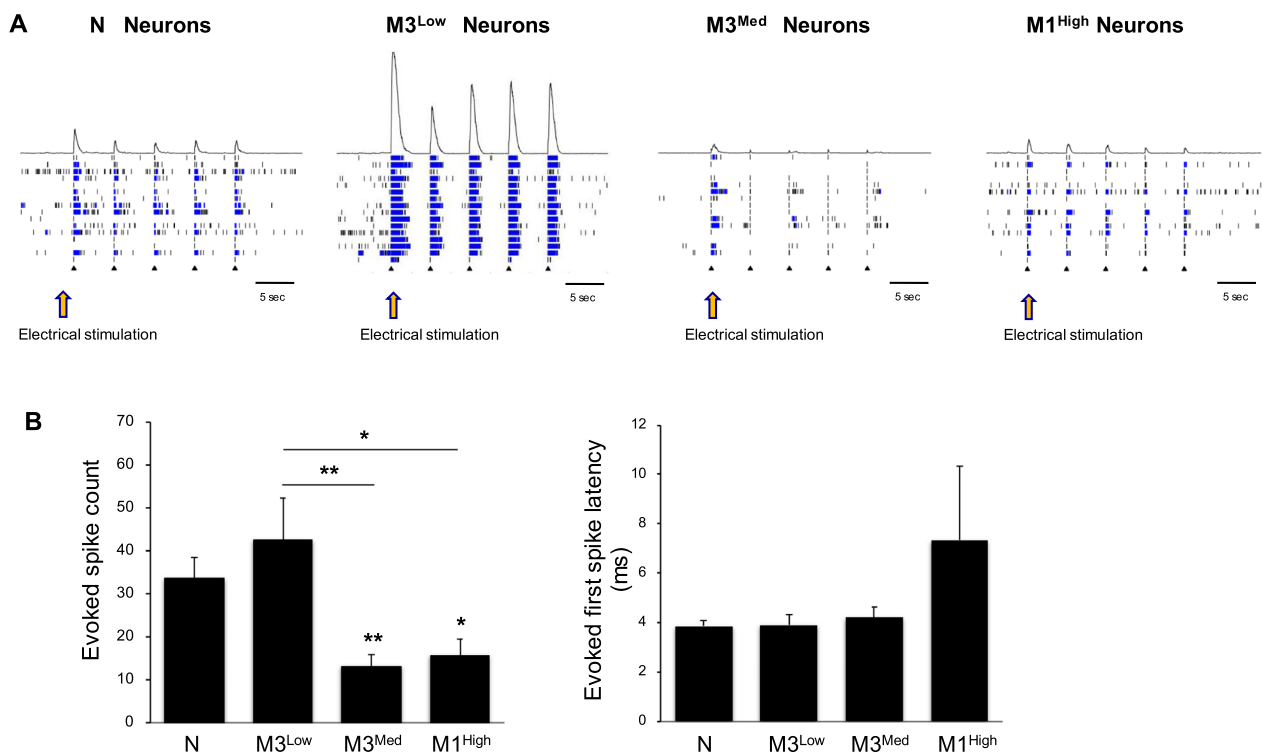 A
N Neurons
M3Low Neurons
M3Med Neurons
M1High Neurons
5 sec
5 sec
5 sec
5 sec
Electrical stimulation
Electrical stimulation
Electrical stimulation
Electrical stimulation
B
Evoked spike count
70
60
50
40
30
20
10
0
*
**
**
*
N
M3Low
M3Med
M1High
Evoked first spike latency
(ms)
12
10
8
6
4
2
0
N
M3Low
M3Med
M1High